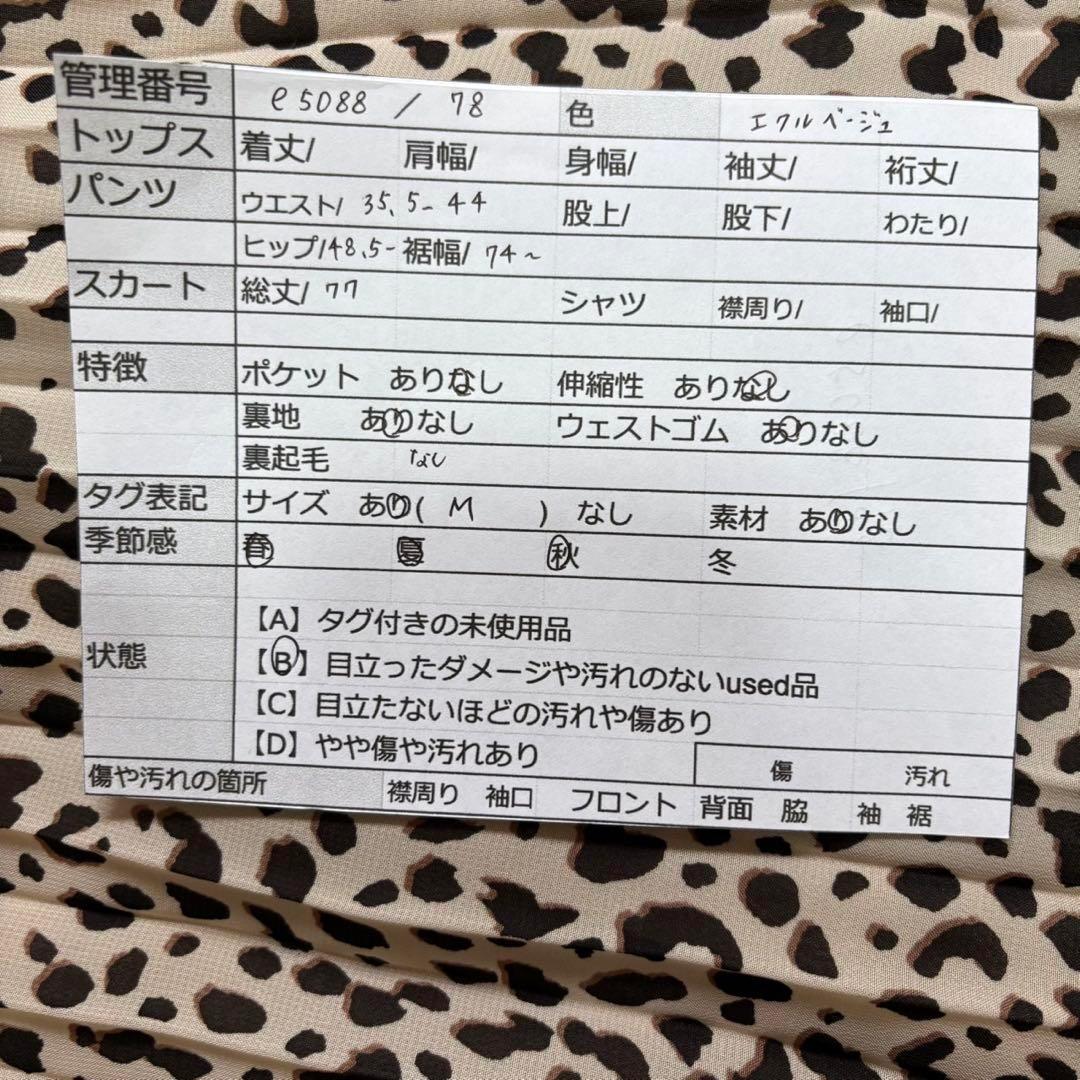 管理番号 e5088 / 78 色 エクルベージュ
トップス 着丈/ 肩幅/ 身幅/ 袖丈/ 裄丈/
パンツ ウエスト/ 35.5-44 股上/ 股下/ わたり/
ヒップ/48.5- 裾幅/ 74～
スカート 総丈/ 77 シャツ 襟周り/ 袖口/
特徴 ポケット ありなし 伸縮性 ありなし
裏地 ありなし ウェストゴム ありなし
裏起毛 なし
タグ表記 サイズ あり( M ) なし 素材 ありなし
季節感 春 夏 秋 冬
【A】タグ付きの未使用品
状態 【B】目立ったダメージや汚れのないused品
【C】目立たないほどの汚れや傷あり
【D】やや傷や汚れあり
傷 汚れ
傷や汚れの箇所 襟周り 袖口 フロント 背面 脇 袖 裾